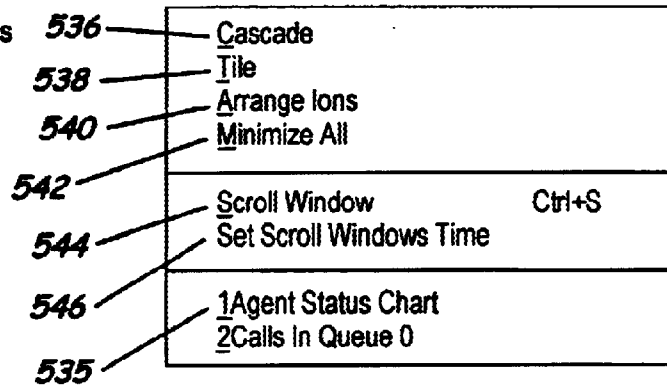 s 536 Cascade
538 Tile
540 Arrange Ions
542 Minimize All
544 Scroll Window Ctrl+S
546 Set Scroll Windows Time
535 1Agent Status Chart
2Calls In Queue 0